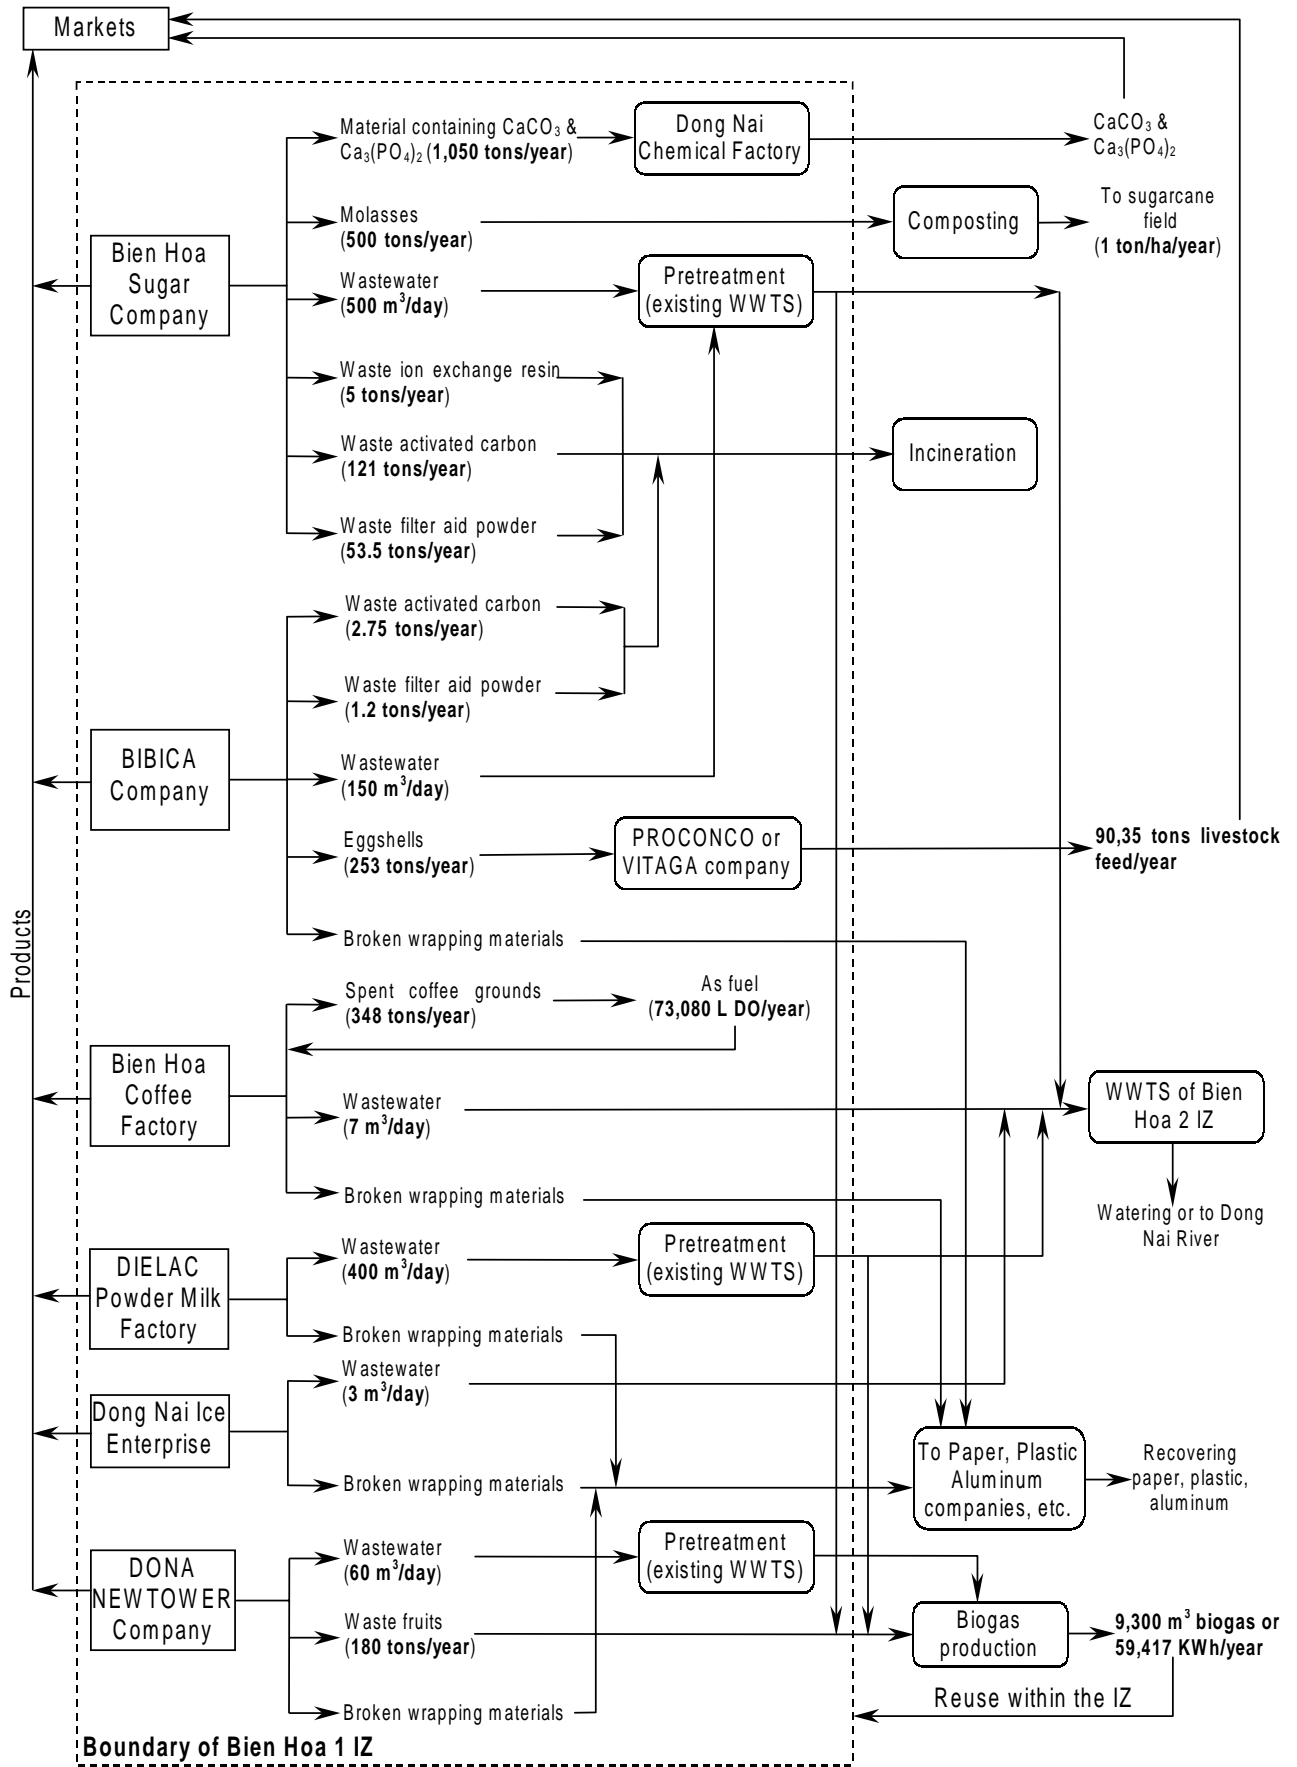 Markets
Material containing CaCO₃ &
Ca₃(PO₄)₂ (1,050 tons/year)
Dong Nai
Chemical Factory
CaCO₃ &
Ca₃(PO₄)₂
Molasses
(500 tons/year)
Composting
To sugarcane
field
(1 ton/ha/year)
Bien Hoa
Sugar
Company
Wastewater
(500 m³/day)
Pretreatment
(existing WWTS)
Waste ion exchange resin
(5 tons/year)
Waste activated carbon
(121 tons/year)
Incineration
Waste filter aid powder
(53.5 tons/year)
Waste activated carbon
(2.75 tons/year)
Waste filter aid powder
(1.2 tons/year)
BIBICA
Company
Wastewater
(150 m³/day)
Eggshells
(253 tons/year)
PROCONCO or
VITAGA company
90,35 tons livestock
feed/year
Broken wrapping materials
Products
Spent coffee grounds
(348 tons/year)
As fuel
(73,080 L DO/year)
Bien Hoa
Coffee
Factory
Wastewater
(7 m³/day)
WWTS of Bien
Hoa 2 IZ
Broken wrapping materials
Watering or to Dong
Nai River
DIELAC
Powder Milk
Factory
Wastewater
(400 m³/day)
Pretreatment
(existing WWTS)
Broken wrapping materials
Dong Nai Ice
Enterprise
Wastewater
(3 m³/day)
Broken wrapping materials
To Paper, Plastic
Aluminum
companies, etc.
Recovering
paper, plastic,
aluminum
DONA
NEWTOWER
Company
Wastewater
(60 m³/day)
Pretreatment
(existing WWTS)
Waste fruits
(180 tons/year)
Biogas
production
9,300 m³ biogas or
59,417 KWh/year
Broken wrapping materials
Reuse within the IZ
Boundary of Bien Hoa 1 IZ